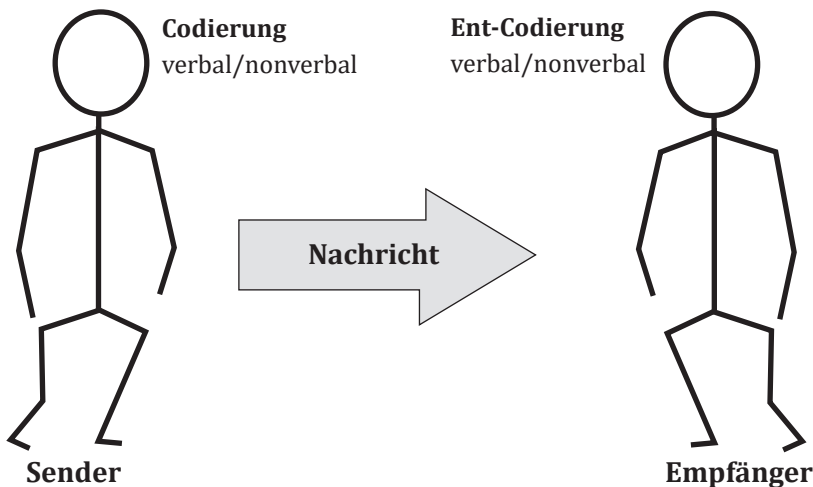 Codierung
verbal/nonverbal
Ent-Codierung
verbal/nonverbal
Nachricht
Sender
Empfänger